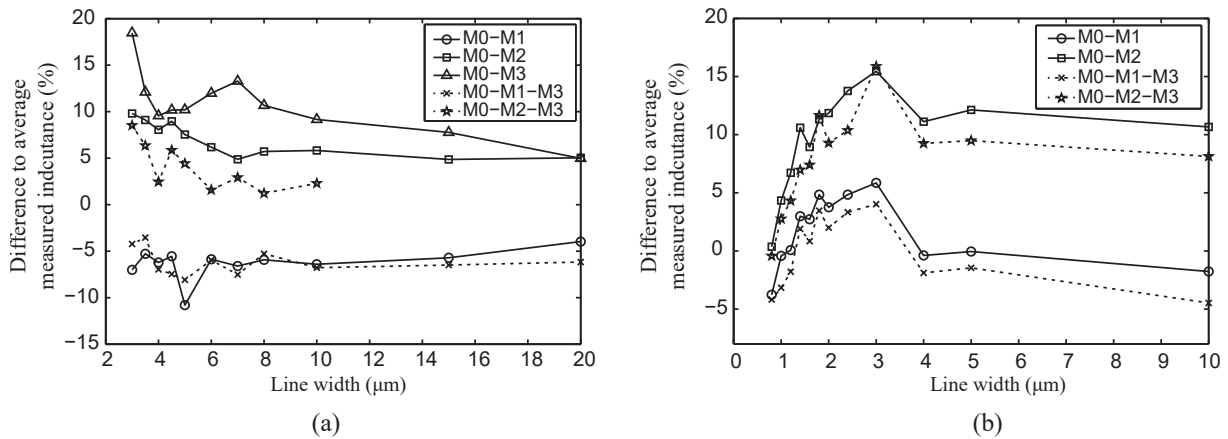 20
15
10
5
0
−5
−10
−15
Difference to average
measured indcutance (%)
M0−M1
M0−M2
M0−M3
M0−M1−M3
M0−M2−M3
2 4 6 8 10 12 14 16 18 20
Line width (μm)
(a)
20
15
10
5
0
−5
Difference to average
measured indcutance (%)
M0−M1
M0−M2
M0−M1−M3
M0−M2−M3
0 1 2 3 4 5 6 7 8 9 10
Line width (μm)
(b)